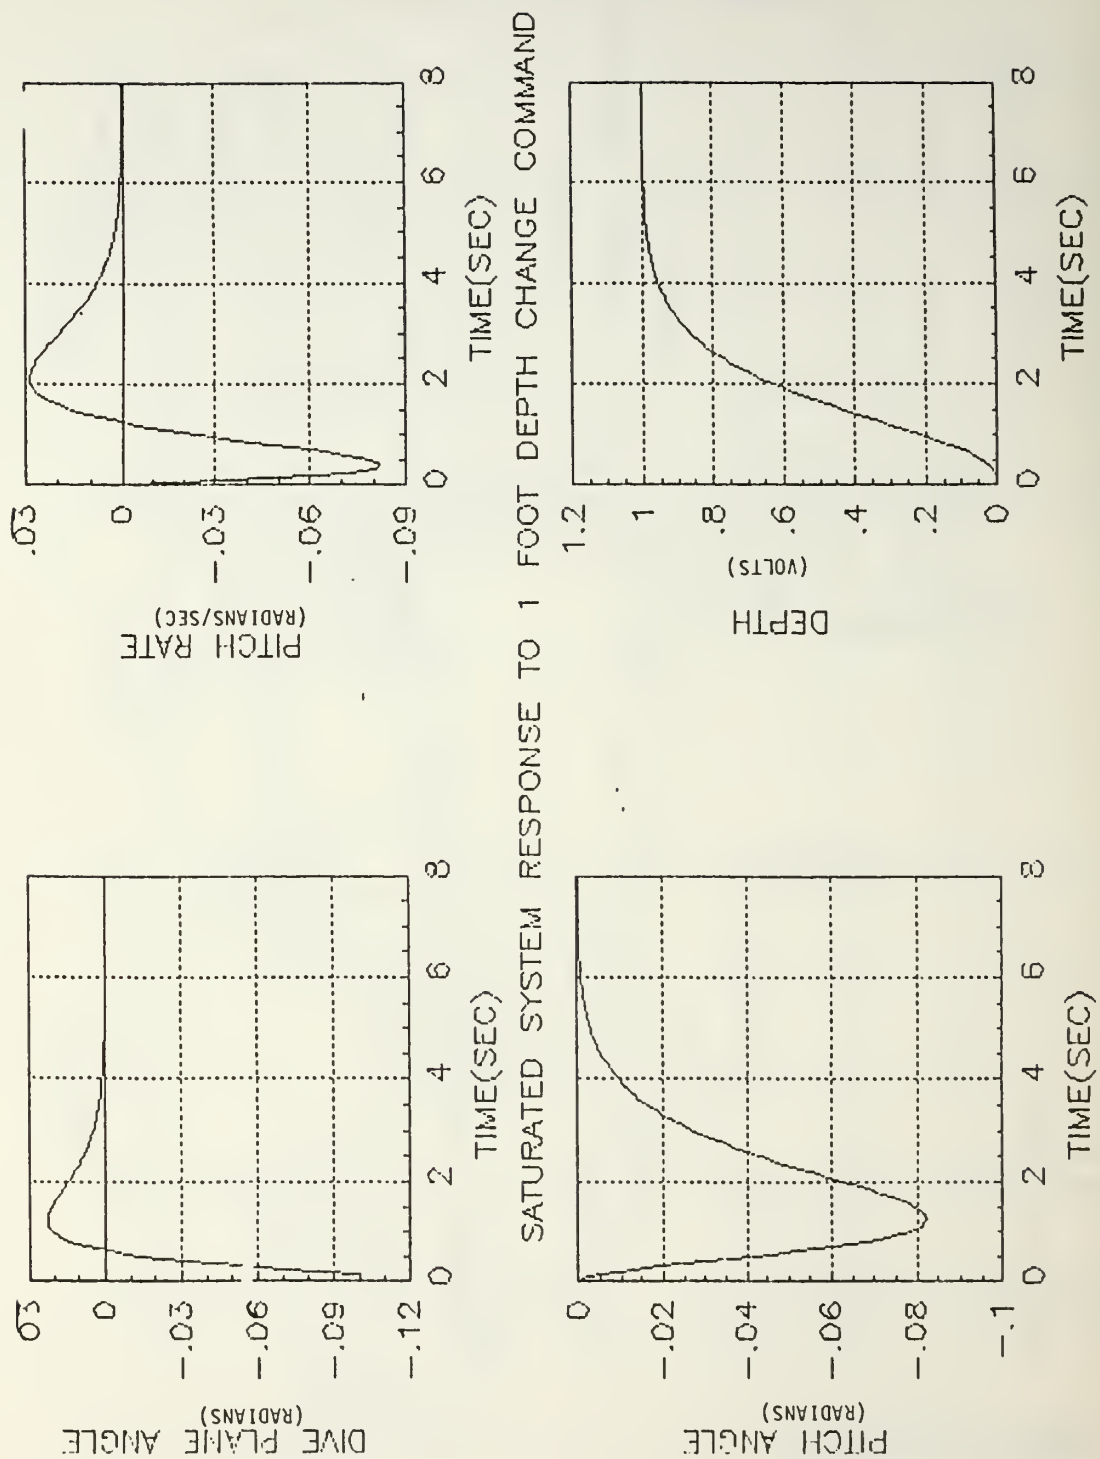 DIVE PLANE ANGLE
(RADIANS)
.03
0
-.03
-.06
-.09
-.12
0 2 4 6 8
TIME(SEC)
PITCH RATE
(RADIANS/SEC)
.03
0
-.03
-.06
-.09
0 2 4 6 8
TIME(SEC)
SATURATED SYSTEM RESPONSE TO 1 FOOT DEPTH CHANGE COMMAND
PITCH ANGLE
(RADIANS)
0
-.02
-.04
-.06
-.08
-.1
0 2 4 6 8
TIME(SEC)
DEPTH
(VOLTS)
1.2
1
.8
.6
.4
.2
0
0 2 4 6 8
TIME(SEC)